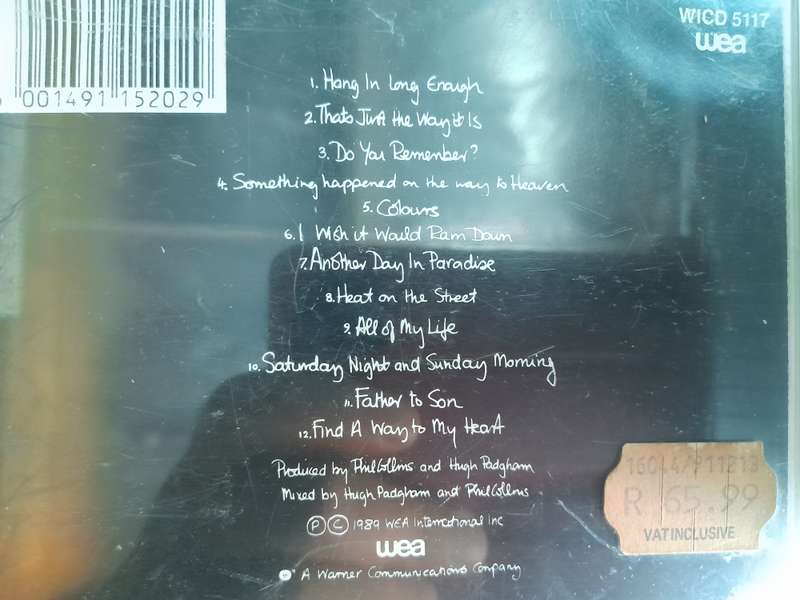 WICD 5117
wea
001491 152029
1. Hang In Long Enough
2. Thats Just the Way It Is
3. Do You Remember?
4. Something happened on the way to Heaven
5. Colours
6. I Wish it Would Rain Down
7. Another Day In Paradise
8. Heat on the Street
9. All of My Life
10. Saturday Night and Sunday Morning
11. Father to Son
12. Find A Way to My Heart
Produced by Phil Collins and Hugh Padgham
Mixed by Hugh Padgham and Phil Collins
Ⓟ Ⓒ 1989 WEA International Inc
wea
A Warner Communications Company
R 65.99
VAT INCLUSIVE